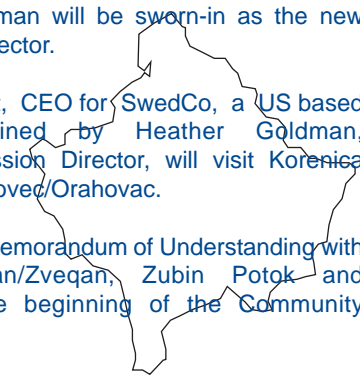 man will be sworn-in as the new
ector.
, CEO for SwedCo, a US based
ined by Heather Goldman,
ssion Director, will visit Korenica
ovec/Orahovac.
emorandum of Understanding with
an/Zveqan, Zubin Potok and
e beginning of the Community